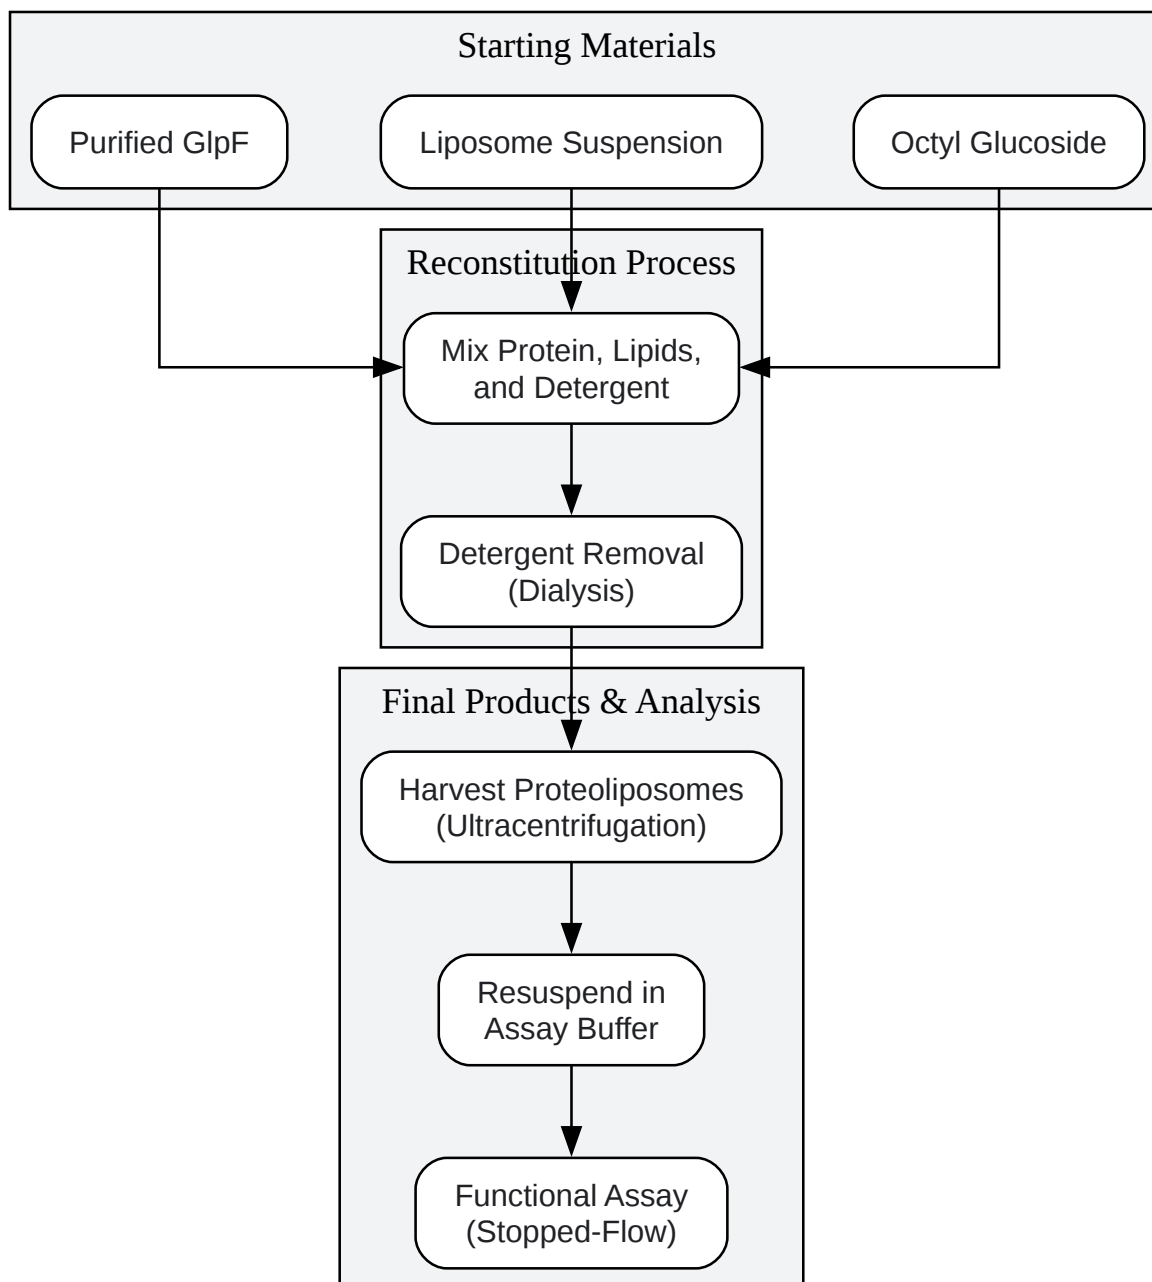 Starting Materials
Purified GlpF
Liposome Suspension
Octyl Glucoside
Reconstitution Process
Mix Protein, Lipids,
and Detergent
Detergent Removal
(Dialysis)
Final Products & Analysis
Harvest Proteoliposomes
(Ultracentrifugation)
Resuspend in
Assay Buffer
Functional Assay
(Stopped-Flow)